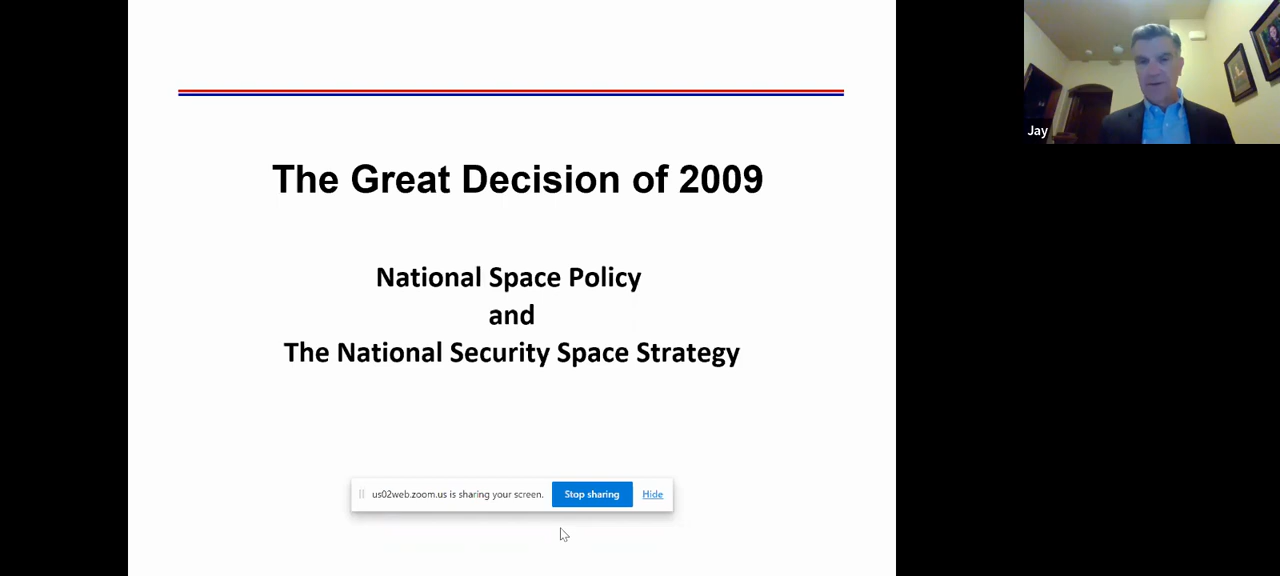 The Great Decision of 2009
National Space Policy
and
The National Security Space Strategy
us02web.zoom.us is sharing your screen.
Stop sharing
Hide
Jay